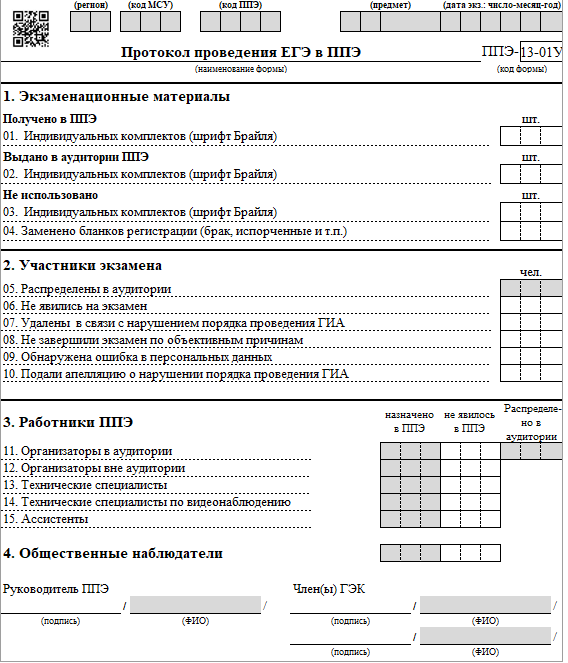 (регион) (код МСУ) (код ППЭ) (предмет) (дата экз.: число-месяц-год)
Протокол проведения ЕГЭ в ППЭ ППЭ-13-01У
(наименование формы) (код формы)
1. Экзаменационные материалы
Получено в ППЭ шт.
01. Индивидуальных комплектов (шрифт Брайля)
Выдано в аудитории ППЭ шт.
02. Индивидуальных комплектов (шрифт Брайля)
Не использовано шт.
03. Индивидуальных комплектов (шрифт Брайля)
04. Заменено бланков регистрации (брак, испорченные и т.п.)
2. Участники экзамена чел.
05. Распределены в аудитории
06. Не явились на экзамен
07. Удалены в связи с нарушением порядка проведения ГИА
08. Не завершили экзамен по объективным причинам
09. Обнаружена ошибка в персональных данных
10. Подали апелляцию о нарушении порядка проведения ГИА
3. Работники ППЭ назначено в ППЭ не явилось в ППЭ Распределе-но в аудитории
11. Организаторы в аудитории
12. Организаторы вне аудитории
13. Технические специалисты
14. Технические специалисты по видеонаблюдению
15. Ассистенты
4. Общественные наблюдатели
Руководитель ППЭ Член(ы) ГЭК
/ / / /
(подпись) (ФИО) (подпись) (ФИО)
/ /
(подпись) (ФИО)